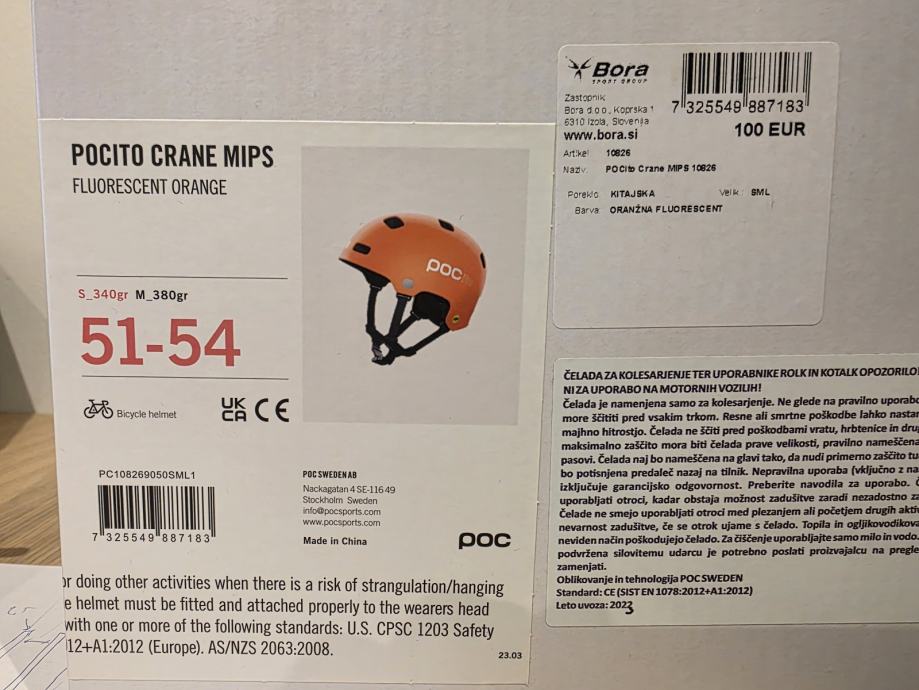 POCITO CRANE MIPS
FLUORESCENT ORANGE
S_340gr M_380gr
51-54
Bicycle helmet
UK CA CE
poc
PC108269050SML1
7 325549 887183
POC SWEDEN AB
Nackagatan 4 SE-116 49
Stockholm Sweden
info@pocsports.com
www.pocsports.com
Made in China
poc
or doing other activities when there is a risk of strangulation/hanging
e helmet must be fitted and attached properly to the wearers head
with one or more of the following standards: U.S. CPSC 1203 Safety
12+A1:2012 (Europe). AS/NZS 2063:2008.
23.03
Bora
SPORT GROUP
Zastopnik
Bora d.o.o., Koprska 1
6310 Izola, Slovenija
www.bora.si
7 325549 887183
100 EUR
Artikel 10826
Naziv: POCito Crane MIPS 10826
Poreklo: KITAJSKA Velik.: SML
Barva: ORANŽNA FLUORESCENT
ČELADA ZA KOLESARJENJE TER UPORABNIKE ROLK IN KOTALK OPOZORILO
NI ZA UPORABO NA MOTORNIH VOZILIH!
Čelada je namenjena samo za kolesarjenje. Ne glede na pravilno uporabo
more ščititi pred vsakim trkom. Resne ali smrtne poškodbe lahko nastan
majhno hitrostjo. Čelada ne ščiti pred poškodbami vratu, hrbtenice in drug
maksimalno zaščito mora biti čelada prave velikosti, pravilno nameščena
pasovi. Čelada naj bo nameščena na glavi tako, da nudi primerno zaščito
bo potisnjena predaleč nazaj na tilnik. Nepravilna uporaba (vključno z
izključuje garancijsko odgovornost. Preberite navodila za uporabo.
uporabljati otroci, kadar obstaja možnost zadušitve zaradi nezadostno
Čelade ne smejo uporabljati otroci med plezanjem ali početjem drugih
nevarnost zadušitve, če se otrok ujame s čelado. Topila in ogljikovodikov
neviden način poškodujejo čelado. Za čiščenje uporabljajte samo milo in vodo.
podvržena silovitemu udarcu je potrebno poslati proizvajalcu na pregle
zamenjati.
Oblikovanje in tehnologija POC SWEDEN
Standard: CE (SIST EN 1078:2012+A1:2012)
Leto uvoza: 2023